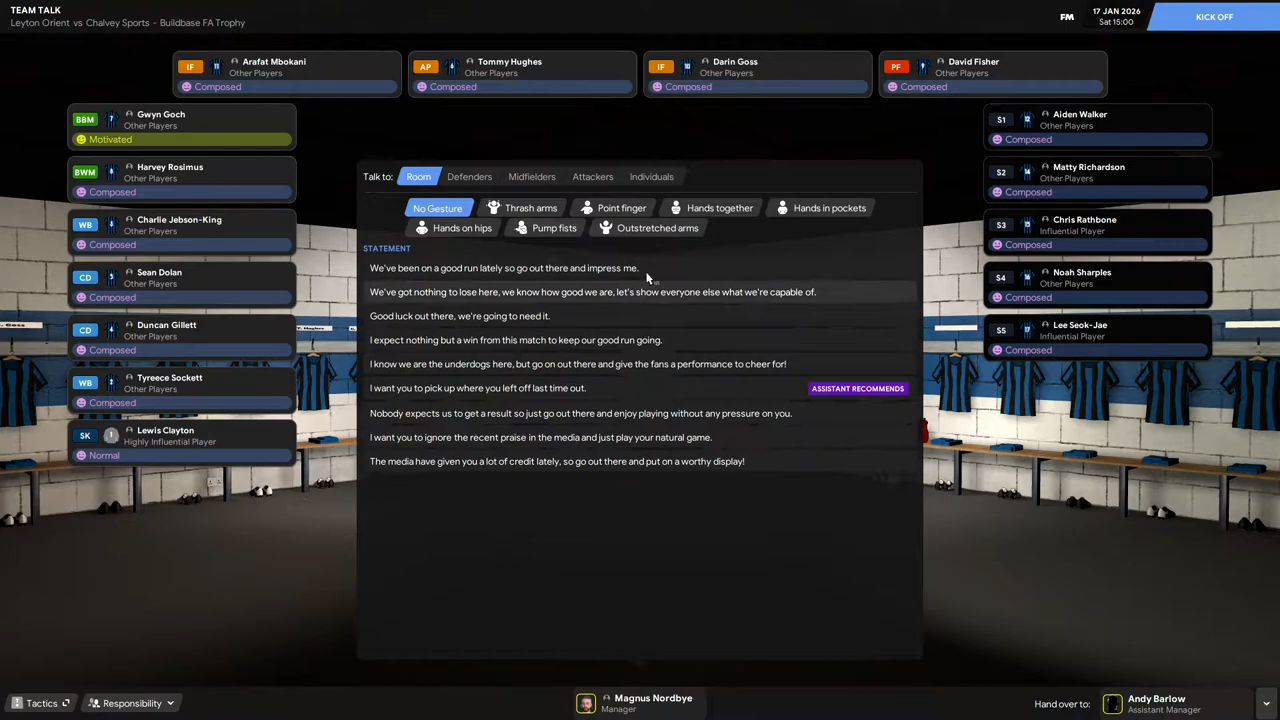 TEAM TALK
Leyton Orient vs Chalvey Sports - Buildbase FA Trophy
FM
17 JAN 2026
Sat 15:00
KICK OFF
IF
11
Arafat Mbokani
Other Players
Composed
AP
Tommy Hughes
Other Players
Composed
IF
10
Darin Goss
Other Players
Composed
PF
9
David Fisher
Other Players
Composed
BBM
7
Gwyn Goch
Other Players
Motivated
BWM
Harvey Rosimus
Other Players
Composed
WB
Charlie Jebson-King
Other Players
Composed
CD
5
Sean Dolan
Other Players
Composed
CD
4
Duncan Gillett
Other Players
Composed
WB
Tyreece Sockett
Other Players
Composed
SK
1
Lewis Clayton
Highly Influential Player
Normal
Talk to:
Room
Defenders
Midfielders
Attackers
Individuals
No Gesture
Thrash arms
Point finger
Hands together
Hands in pockets
Hands on hips
Pump fists
Outstretched arms
STATEMENT
We've been on a good run lately so go out there and impress me.
We've got nothing to lose here, we know how good we are, let's show everyone else what we're capable of.
Good luck out there, we're going to need it.
I expect nothing but a win from this match to keep our good run going.
I know we are the underdogs here, but go on out there and give the fans a performance to cheer for!
I want you to pick up where you left off last time out.
ASSISTANT RECOMMENDS
Nobody expects us to get a result so just go out there and enjoy playing without any pressure on you.
I want you to ignore the recent praise in the media and just play your natural game.
The media have given you a lot of credit lately, so go out there and put on a worthy display!
S1
Aiden Walker
Other Players
Composed
S2
Matty Richardson
Other Players
Composed
S3
Chris Rathbone
Influential Player
Composed
S4
Noah Sharples
Other Players
Composed
S5
Lee Seok-Jae
Other Players
Composed
Tactics
Responsibility
Magnus Nordbye
Manager
Hand over to:
Andy Barlow
Assistant Manager